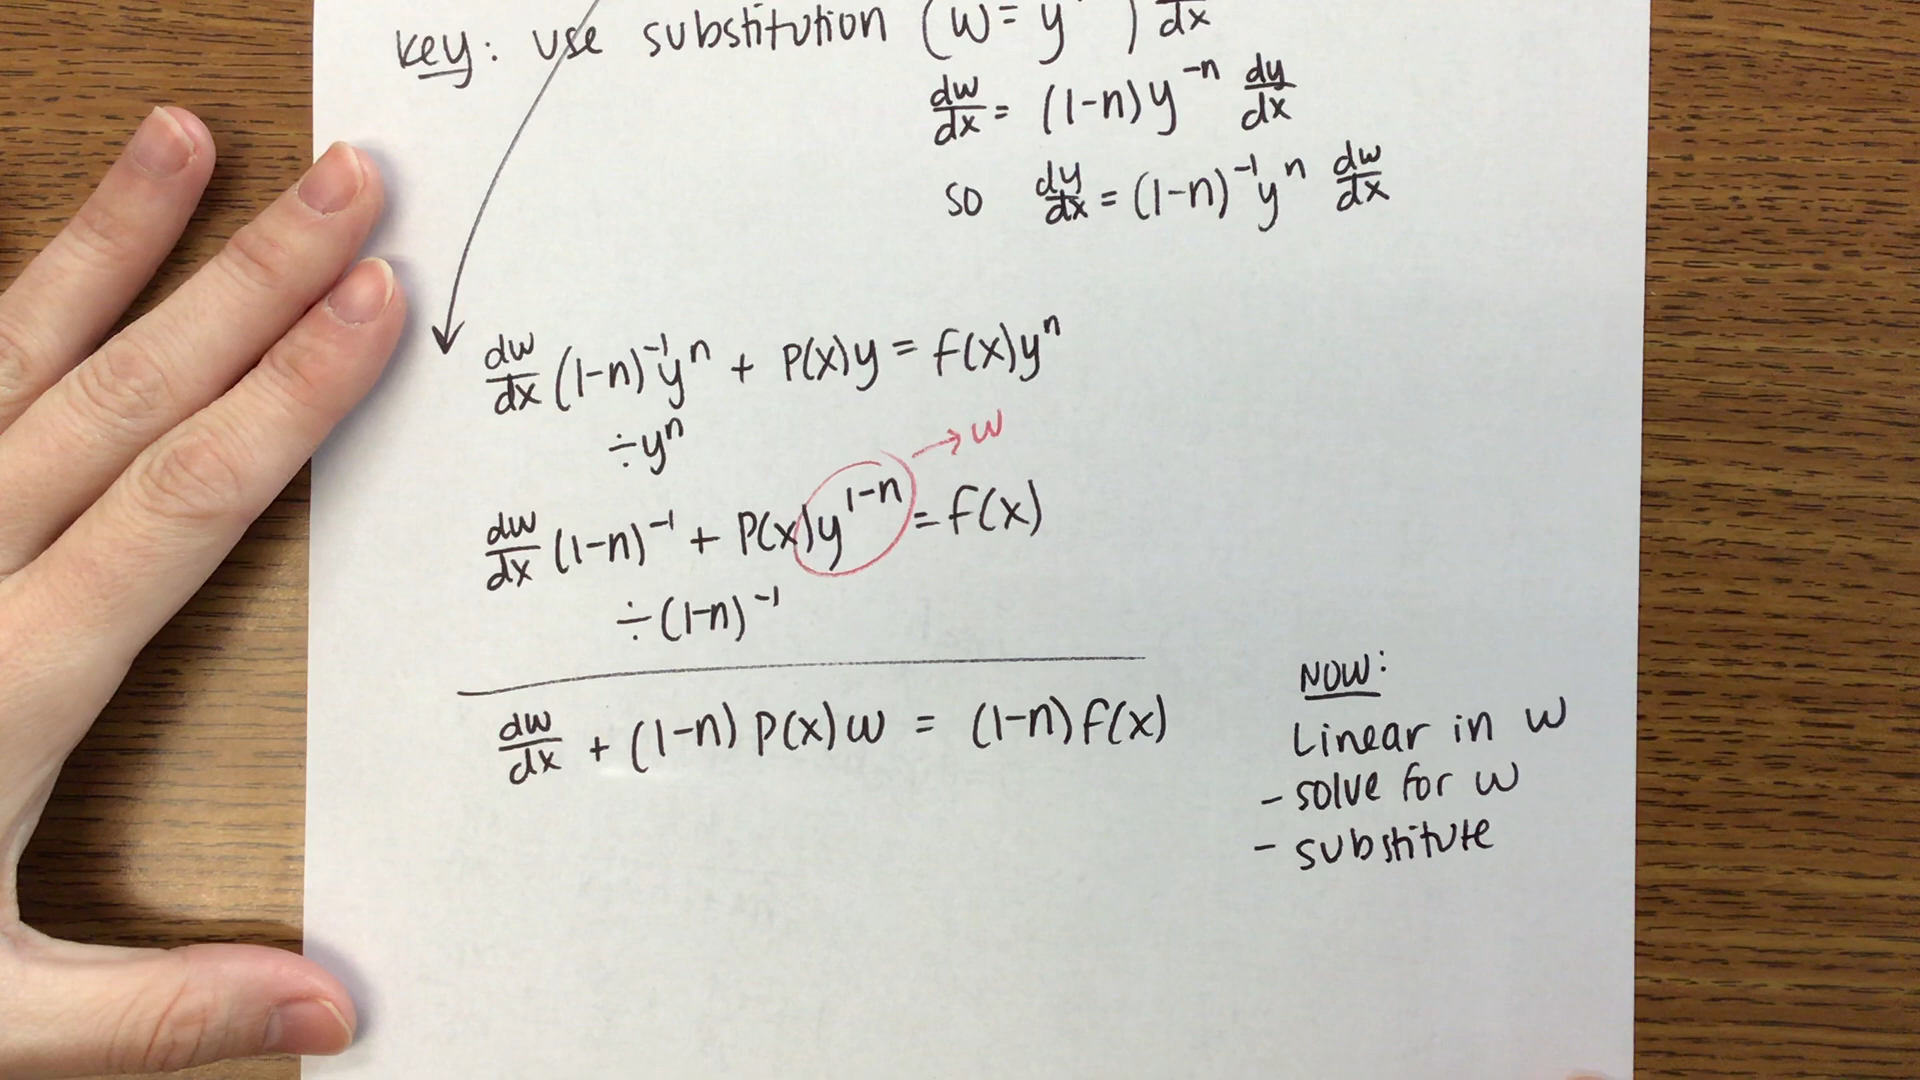 key: use substitution (w = y ) dx
dw/dx = (1-n)y^-n dy/dx
so dy/dx = (1-n)^-1 y^n dw/dx
dw/dx (1-n)^-1 y^n + P(x)y = f(x)y^n
÷y^n
→ w
dw/dx (1-n)^-1 + P(x)y^1-n = f(x)
÷(1-n)^-1
dw/dx + (1-n) P(x)w = (1-n)f(x)
NOW:
Linear in w
- solve for w
- substitute